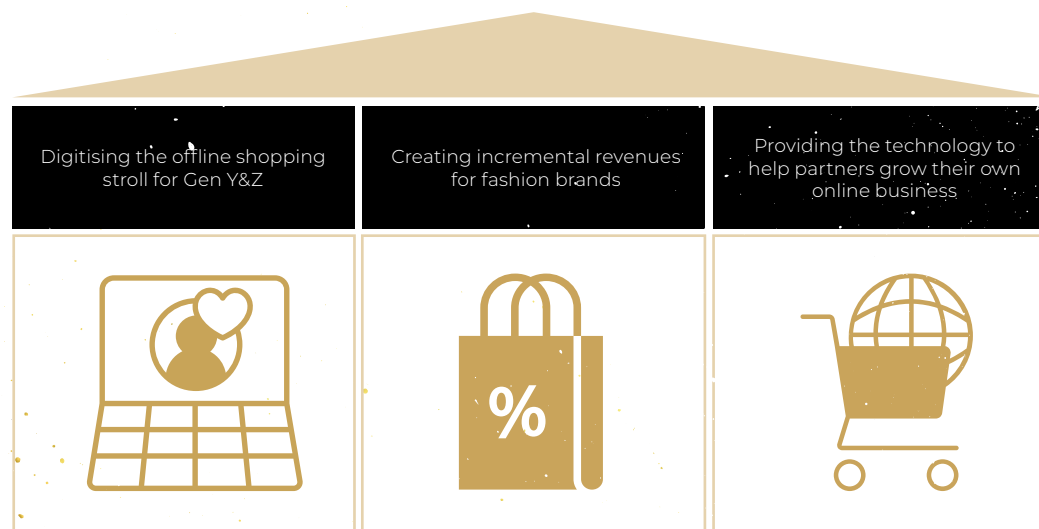 Digitising the offline shopping
stroll for Gen Y&Z
Creating incremental revenues
for fashion brands
Providing the technology to
help partners grow their own
online business
%